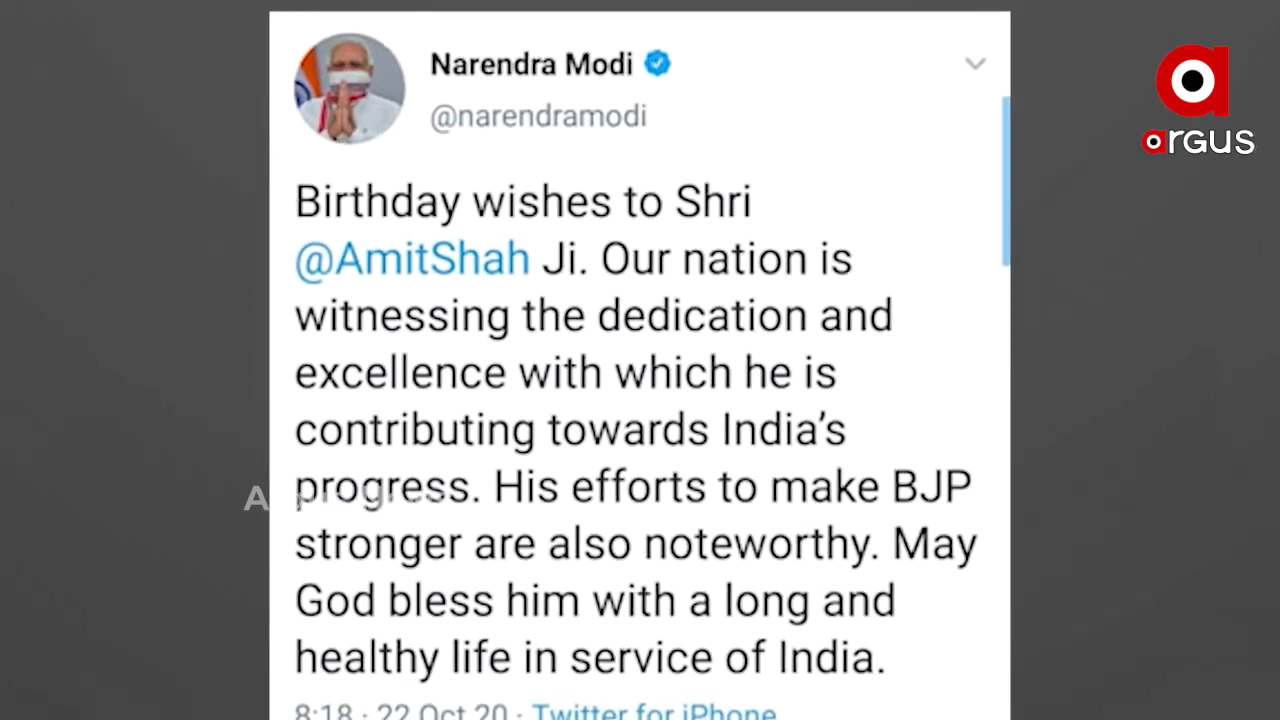 Narendra Modi
@narendramodi
Birthday wishes to Shri
@AmitShah Ji. Our nation is
witnessing the dedication and
excellence with which he is
contributing towards India’s
progress. His efforts to make BJP
stronger are also noteworthy. May
God bless him with a long and
healthy life in service of India.
8:18 · 22 Oct 20 · Twitter for iPhone
argus